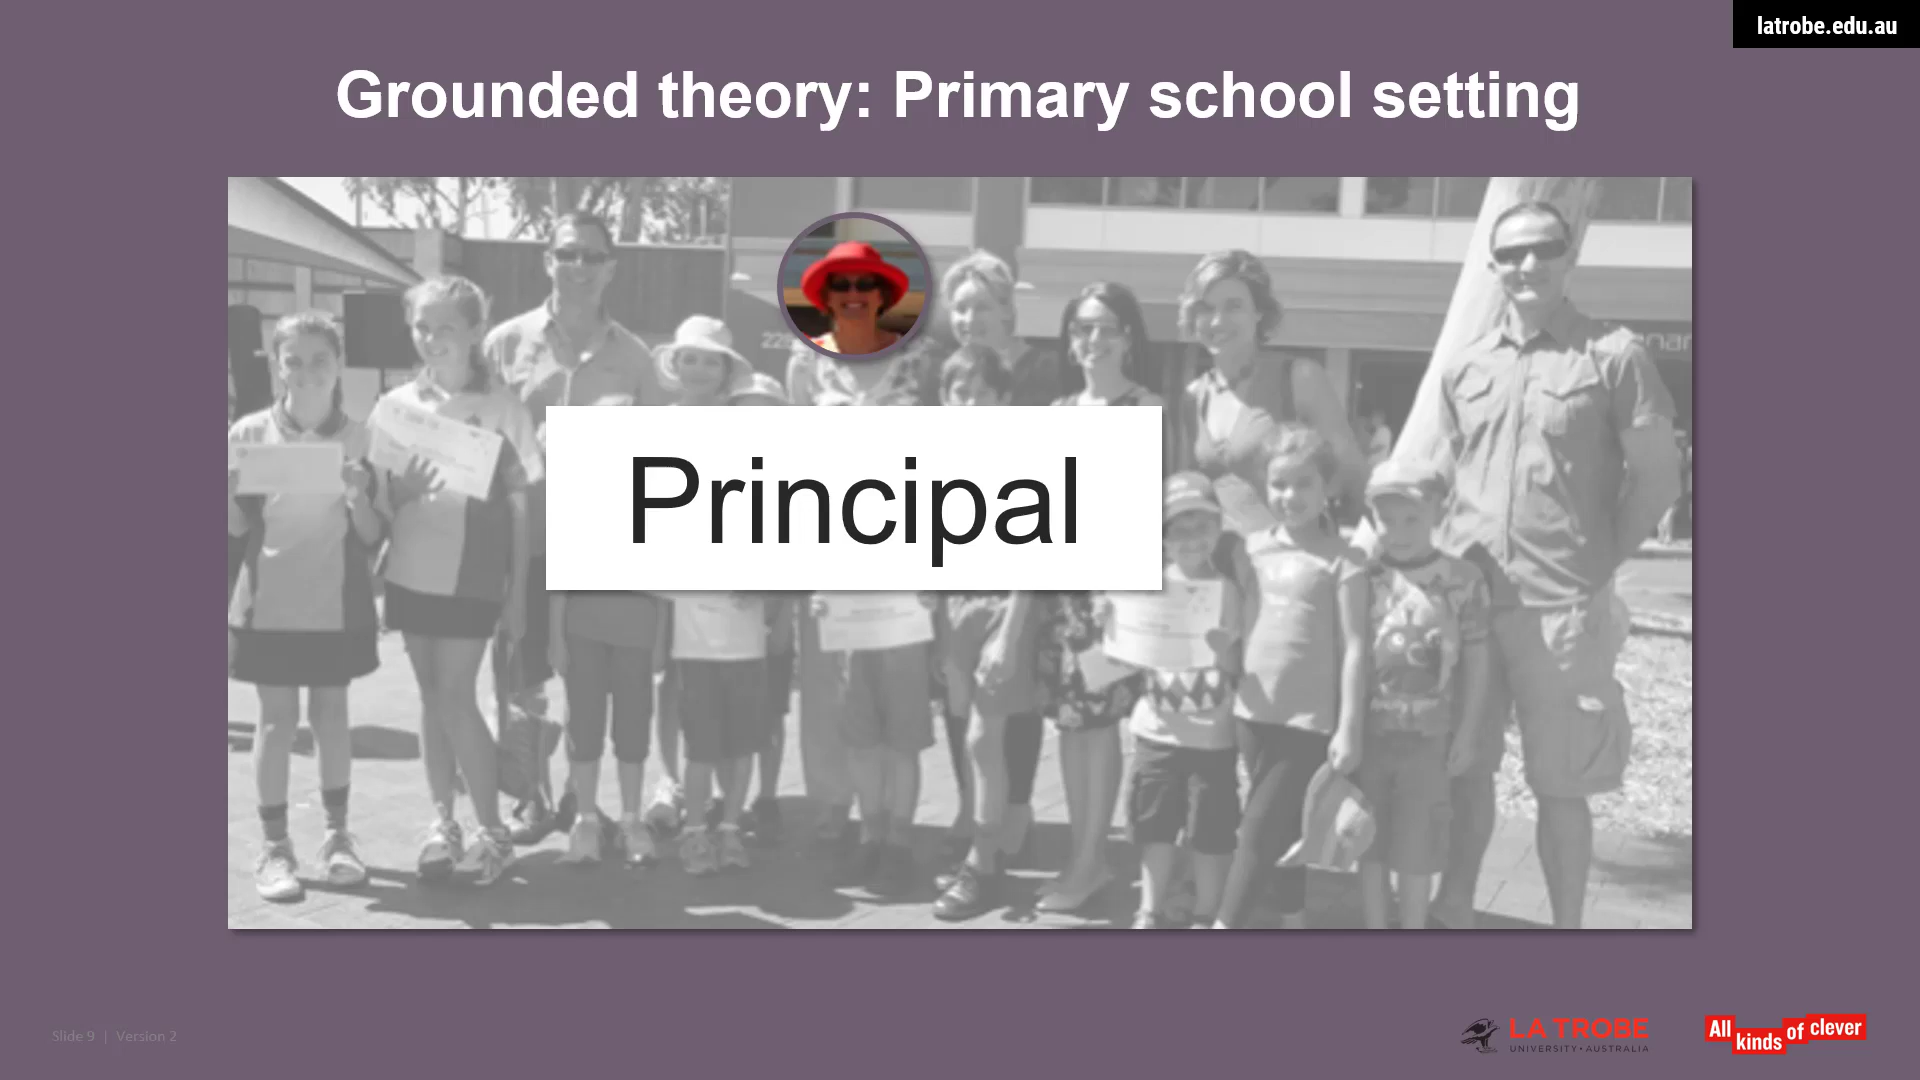 latrobe.edu.au
Grounded theory: Primary school setting
Principal
Slide 9 | Version 2
LA TROBE
UNIVERSITY • AUSTRALIA
All kinds of clever